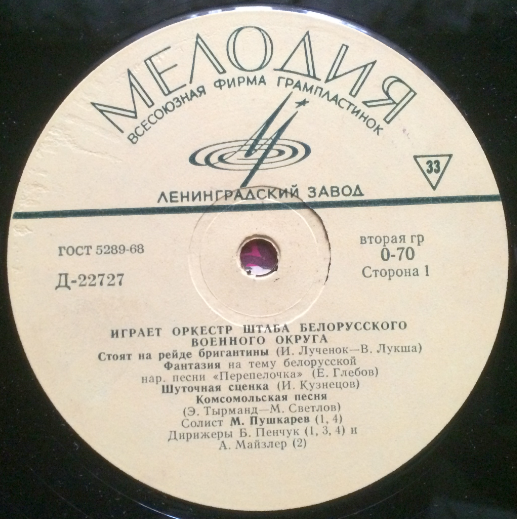 МЕЛОДИЯ
ВСЕСОЮЗНАЯ ФИРМА ГРАМПЛАСТИНОК
33
ЛЕНИНГРАДСКИЙ ЗАВОД
ГОСТ 5289-68
Д-22727
вторая гр
0-70
Сторона 1
ИГРАЕТ ОРКЕСТР ШТАБА БЕЛОРУССКОГО
ВОЕННОГО ОКРУГА
Стоят на рейде бригантины (И. Лученок—В. Лукша)
Фантазия на тему белорусской
нар. песни «Перепелочка» (Е. Глебов)
Шуточная сценка (И. Кузнецов)
Комсомольская песня
(Э. Тырманд—М. Светлов)
Солист М. Пушкарев (1, 4)
Дирижеры Б. Пенчук (1, 3, 4) и
А. Майзлер (2)